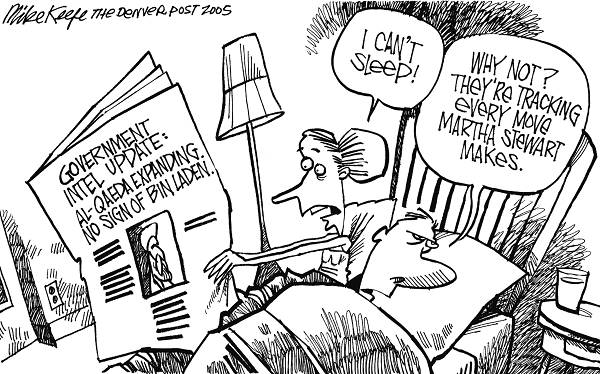 Mike Keefe THE DENVER POST 2005
GOVERNMENT
INTEL UPDATE:
AL-QAEDA EXPANDING.
NO SIGN OF BIN LADEN.
I CAN'T
SLEEP!
WHY NOT?
THEY'RE TRACKING
EVERY MOVE
MARTHA STEWART
MAKES.